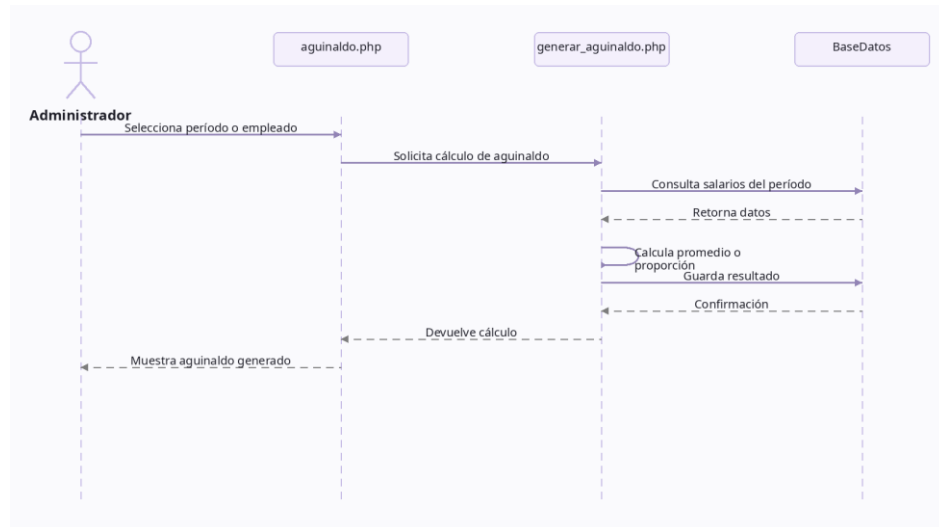 aguinaldo.php
generar_aguinaldo.php
BaseDatos
Administrador
Selecciona período o empleado
Solicita cálculo de aguinaldo
Consulta salarios del período
Retorna datos
Calcula promedio o
proporción
Guarda resultado
Confirmación
Devuelve cálculo
Muestra aguinaldo generado